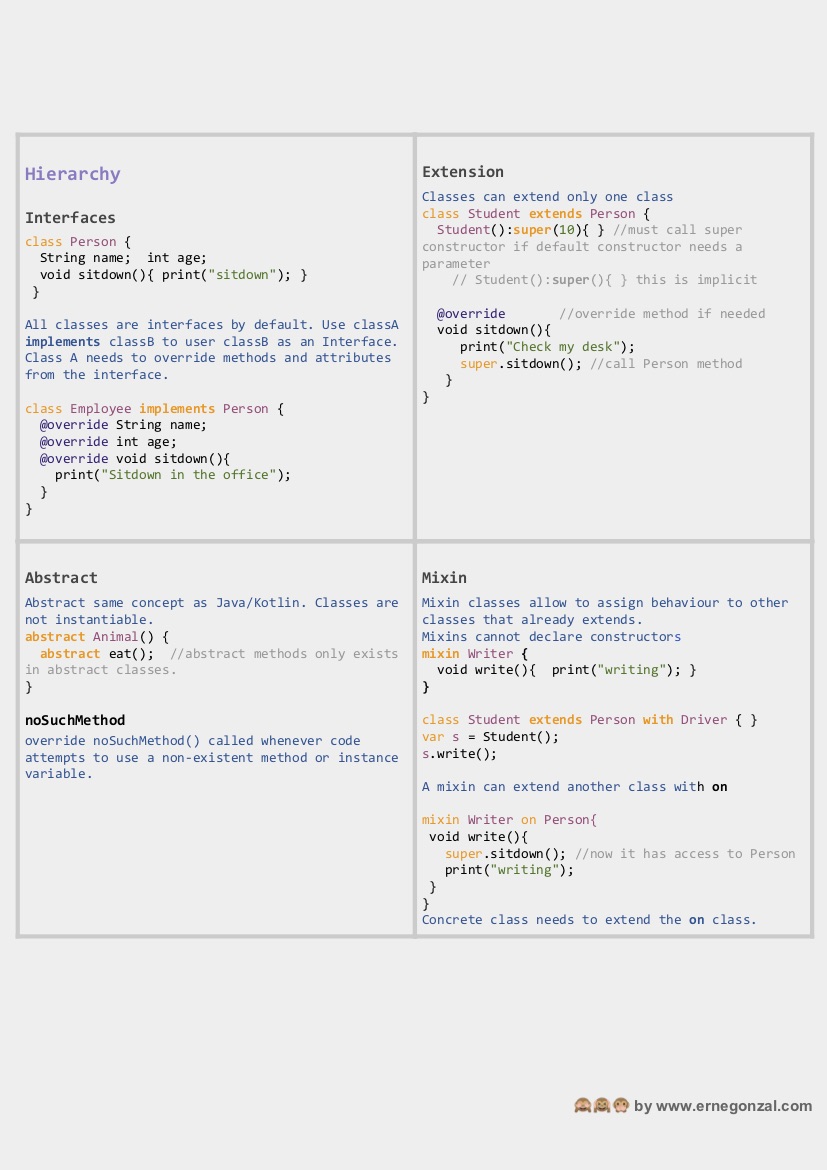 Hierarchy
Interfaces
class Person {
  String name;  int age;
  void sitdown(){ print("sitdown"); }
 }
All classes are interfaces by default. Use classA
implements classB to user classB as an Interface.
Class A needs to override methods and attributes
from the interface.
class Employee implements Person {
  @override String name;
  @override int age;
  @override void sitdown(){
    print("Sitdown in the office");
  }
}
Extension
Classes can extend only one class
class Student extends Person {
  Student():super(10){ } //must call super
constructor if default constructor needs a
parameter
    // Student():super(){ } this is implicit
  @override       //override method if needed
  void sitdown(){
     print("Check my desk");
     super.sitdown(); //call Person method
   }
}
Abstract
Abstract same concept as Java/Kotlin. Classes are
not instantiable.
abstract Animal() {
  abstract eat();  //abstract methods only exists
in abstract classes.
}
noSuchMethod
override noSuchMethod() called whenever code
attempts to use a non-existent method or instance
variable.
Mixin
Mixin classes allow to assign behaviour to other
classes that already extends.
Mixins cannot declare constructors
mixin Writer {
  void write(){  print("writing"); }
}
class Student extends Person with Driver { }
var s = Student();
s.write();
A mixin can extend another class with on
mixin Writer on Person{
 void write(){
   super.sitdown(); //now it has access to Person
   print("writing");
 }
}
Concrete class needs to extend the on class.
🙈🙉🙊 by www.ernegonzal.com